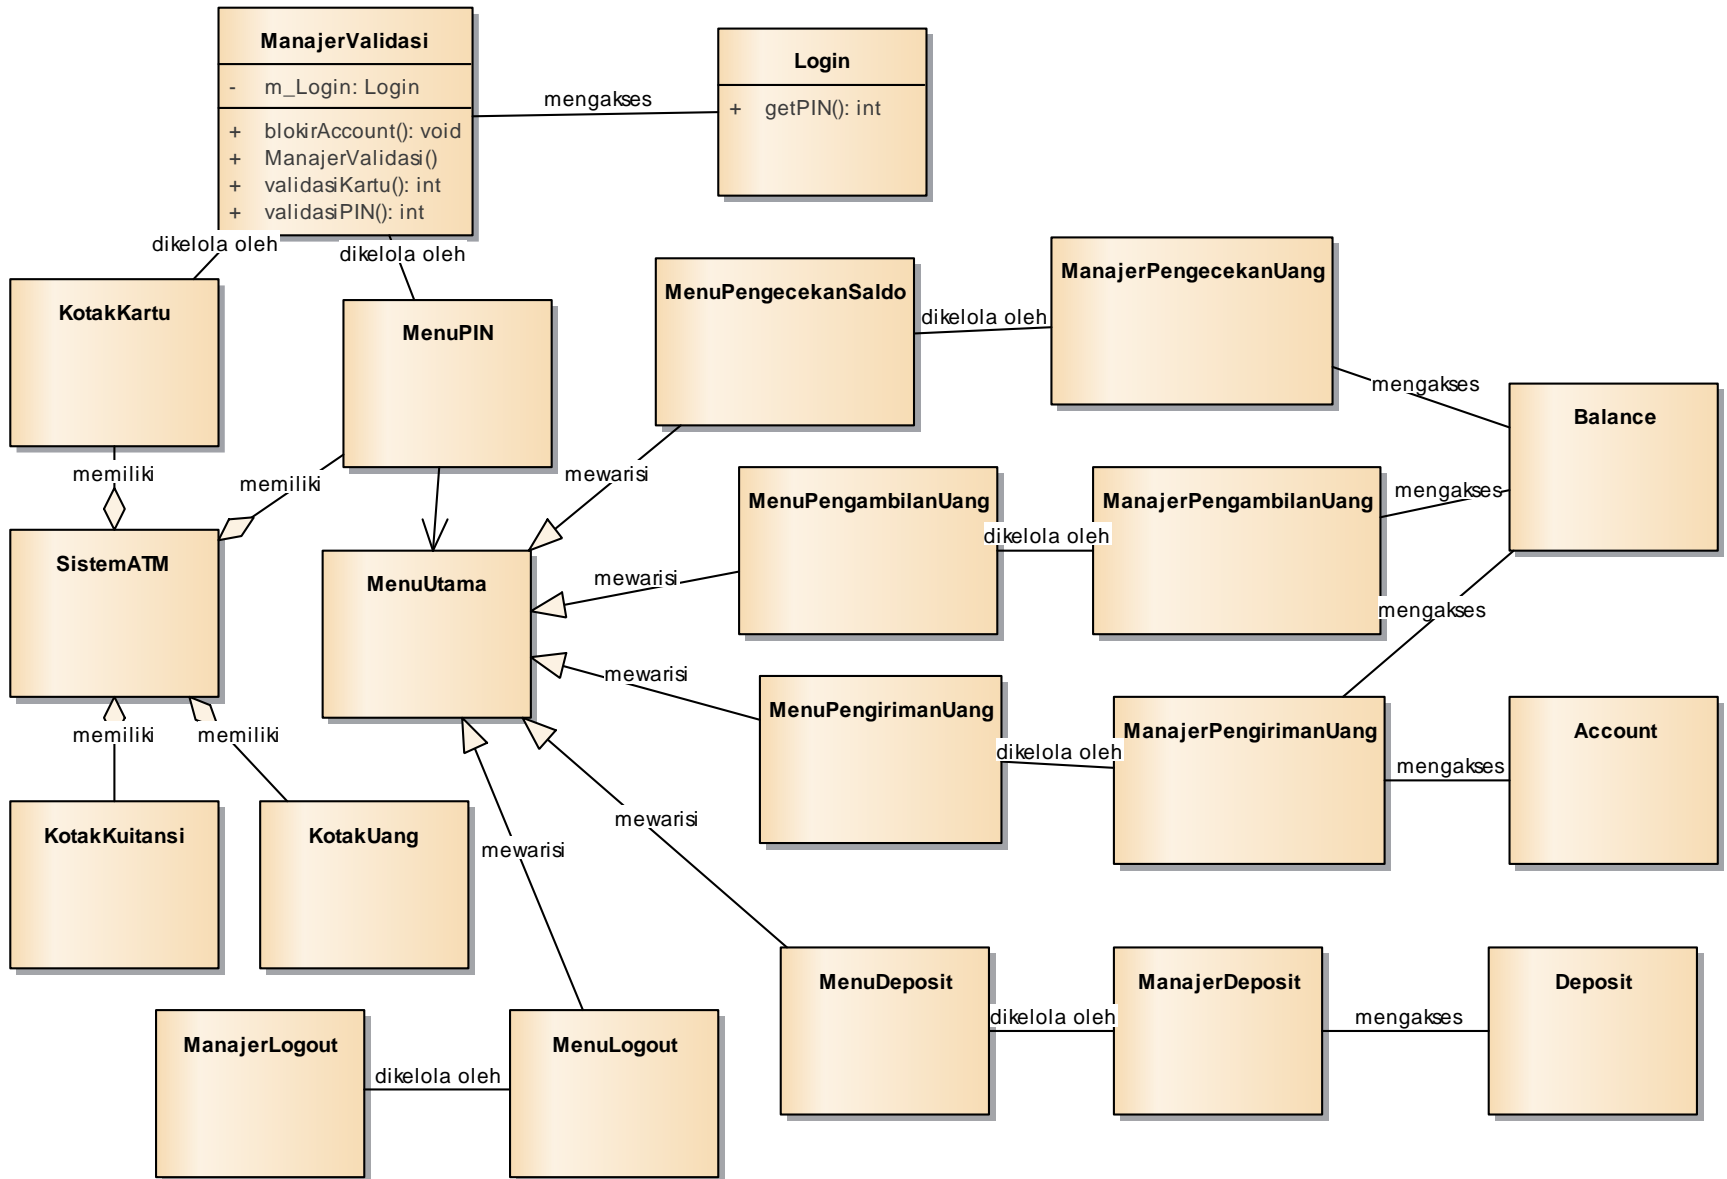 ManajerValidasi
- m_Login: Login
+ blokirAccount(): void
+ ManajerValidasi()
+ validasiKartu(): int
+ validasiPIN(): int
mengakses
Login
+ getPIN(): int
dikelola oleh
dikelola oleh
KotakKartu
MenuPIN
MenuPengecekanSaldo
dikelola oleh
ManajerPengecekanUang
mengakses
Balance
memiliki
memiliki
mewarisi
MenuPengambilanUang
dikelola oleh
ManajerPengambilanUang
mengakses
SistemATM
MenuUtama
mewarisi
mengakses
mewarisi
MenuPengirimanUang
dikelola oleh
ManajerPengirimanUang
mengakses
Account
memiliki
memiliki
KotakKuitansi
KotakUang
mewarisi
mewarisi
MenuDeposit
dikelola oleh
ManajerDeposit
mengakses
Deposit
ManajerLogout
dikelola oleh
MenuLogout